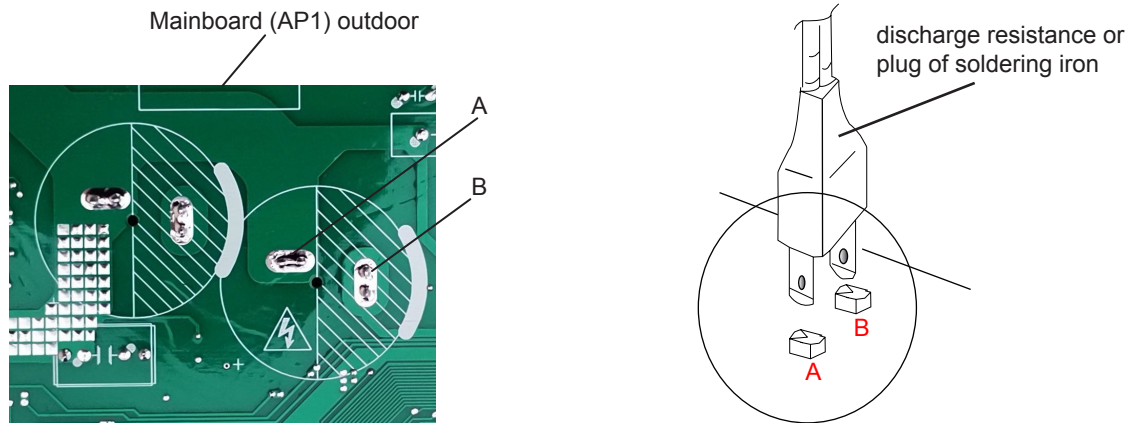 Mainboard (AP1) outdoor
A
B
discharge resistance or
plug of soldering iron
B
A